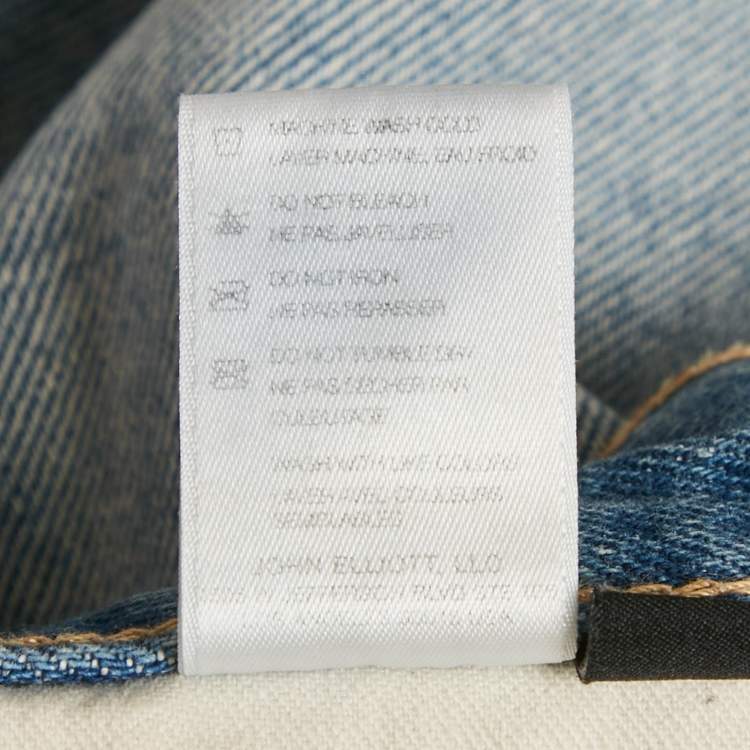 MACHINE WASH COLD
LAVER MACHINE, EAU FROID
DO NOT BLEACH
NE PAS JAVELLISER
DO NOT IRON
NE PAS REPASSER
DO NOT TUMBLE DRY
NE PAS SECHER PAR
CULBUTAGE
WASH WITH LIKE COLORS
LAVER AVEC COULEURS
SEMBLABLES
JOHN ELLIOTT, LLC